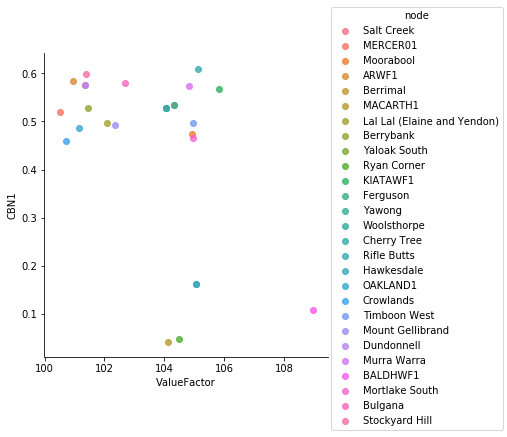 node
Salt Creek
MERCER01
Moorabool
ARWF1
Berrimal
MACARTH1
Lal Lal (Elaine and Yendon)
Berrybank
Yaloak South
Ryan Corner
KIATAWF1
Ferguson
Yawong
Woolsthorpe
Cherry Tree
Rifle Butts
Hawkesdale
OAKLAND1
Crowlands
Timboon West
Mount Gellibrand
Dundonnell
Murra Warra
BALDHWF1
Mortlake South
Bulgana
Stockyard Hill
CBN1
0.6
0.5
0.4
0.3
0.2
0.1
100 102 104 106 108
ValueFactor